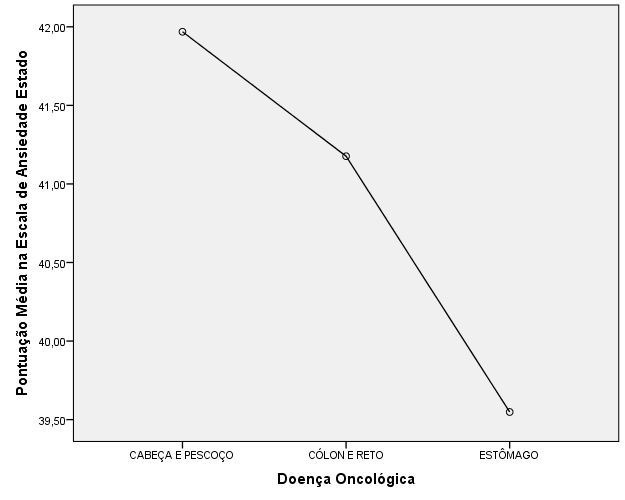 Pontuação Média na Escala de Ansiedade Estado
42,00
41,50
41,00
40,50
40,00
39,50
CABEÇA E PESCOÇO
CÓLON E RETO
ESTÔMAGO
Doença Oncológica